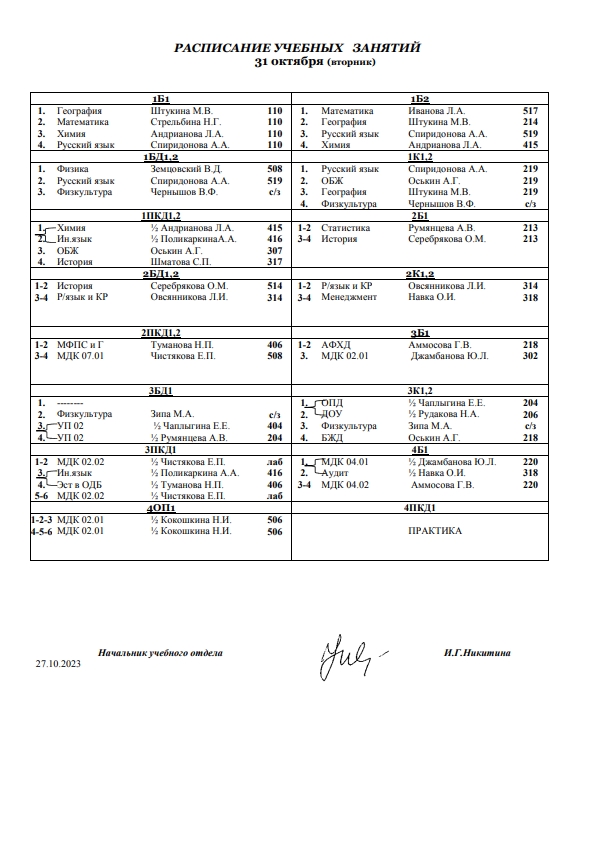 РАСПИСАНИЕ УЧЕБНЫХ ЗАНЯТИЙ
31 октября (вторник)
1Б1
1. География Штукина М.В. 110
2. Математика Стрельбина Н.Г. 110
3. Химия Андрианова Л.А. 110
4. Русский язык Спиридонова А.А. 110
1Б2
1. Математика Иванова Л.А. 517
2. География Штукина М.В. 214
3. Русский язык Спиридонова А.А. 519
4. Химия Андрианова Л.А. 415
1БД1,2
1. Физика Земцовский В.Д. 508
2. Русский язык Спиридонова А.А. 519
3. Физкультура Чернышов В.Ф. с/з
1К1,2
1. Русский язык Спиридонова А.А. 219
2. ОБЖ Оськин А.Г. 219
3. География Штукина М.В. 219
4. Физкультура Чернышов В.Ф. с/з
1ПКД1,2
1. Химия ½ Андрианова Л.А. 415
2. Ин.язык ½ ПоликаркинаА.А. 416
3. ОБЖ Оськин А.Г. 307
4. История Шматова С.П. 317
2Б1
1-2 Статистика Румянцева А.В. 213
3-4 История Серебрякова О.М. 213
2БД1,2
1-2 История Серебрякова О.М. 514
3-4 Р/язык и КР Овсянникова Л.И. 314
2К1,2
1-2 Р/язык и КР Овсянникова Л.И. 314
3-4 Менеджмент Навка О.И. 318
2ПКД1,2
1-2 МФПС и Г Туманова Н.П. 406
3-4 МДК 07.01 Чистякова Е.П. 508
3Б1
1-2 АФХД Аммосова Г.В. 218
3. МДК 02.01 Джамбанова Ю.Л. 302
3БД1
1. --------
2. Физкультура Зипа М.А. с/з
3. УП 02 ½ Чаплыгина Е.Е. 404
4. УП 02 ½ Румянцева А.В. 204
3К1,2
1. ОПД ½ Чаплыгина Е.Е. 204
2. ДОУ ½ Рудакова Н.А. 206
3. Физкультура Зипа М.А. с/з
4. БЖД Оськин А.Г. 218
3ПКД1
1-2 МДК 02.02 ½ Чистякова Е.П. лаб
3. Ин.язык ½ Поликаркина А.А. 416
4. Эст в ОДБ ½ Туманова Н.П. 406
5-6 МДК 02.02 ½ Чистякова Е.П. лаб
4Б1
1. МДК 04.01 ½ Джамбанова Ю.Л. 220
2. Аудит ½ Навка О.И. 318
3-4 МДК 04.02 Аммосова Г.В. 220
4ОП1
1-2-3 МДК 02.01 ½ Кокошкина Н.И. 506
4-5-6 МДК 02.01 ½ Кокошкина Н.И. 506
4ПКД1
ПРАКТИКА
Начальник учебного отдела И.Г.Никитина
27.10.2023